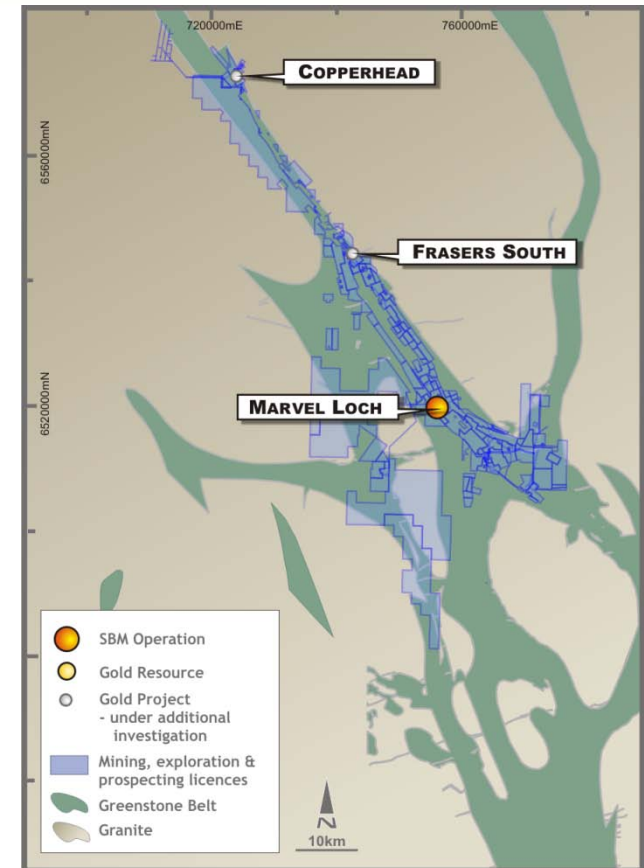 720000mE
760000mE
COPPERHEAD
6560000mN
FRASERS SOUTH
MARVEL LOCH
6520000mN
SBM Operation
Gold Resource
Gold Project
- under additional
investigation
Mining, exploration &
prospecting licences
Greenstone Belt
Granite
N
10km